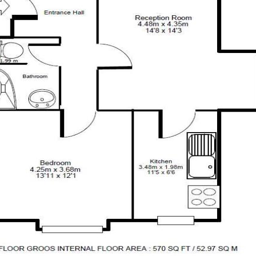 Entrance Hall
Reception Room
4.48m x 4.35m
14'8 x 14'3
Bathroom
Bedroom
4.25m x 3.68m
13'11 x 12'1
Kitchen
3.48m x 1.98m
11'5 x 6'6
FLOOR GROOS INTERNAL FLOOR AREA : 570 SQ FT / 52.97 SQ M